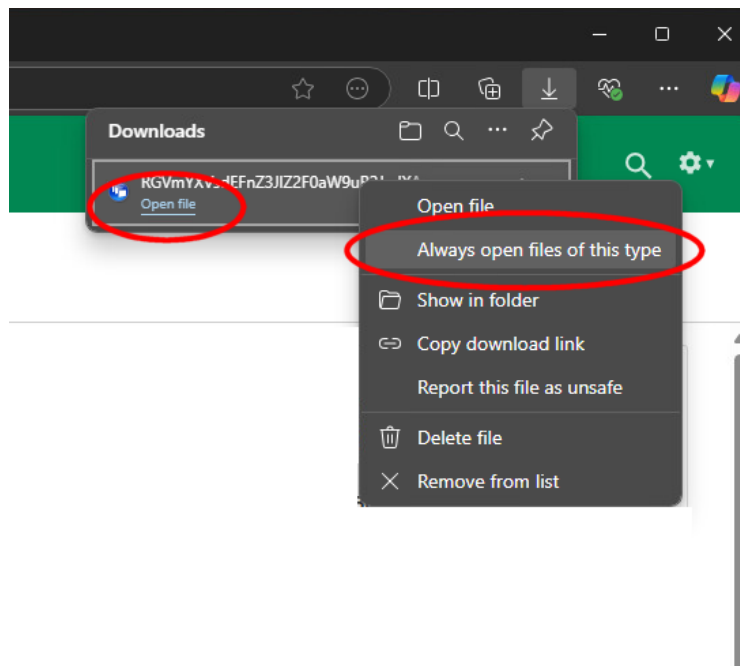 Downloads
Open file
Open file
Always open files of this type
Show in folder
Copy download link
Report this file as unsafe
Delete file
Remove from list